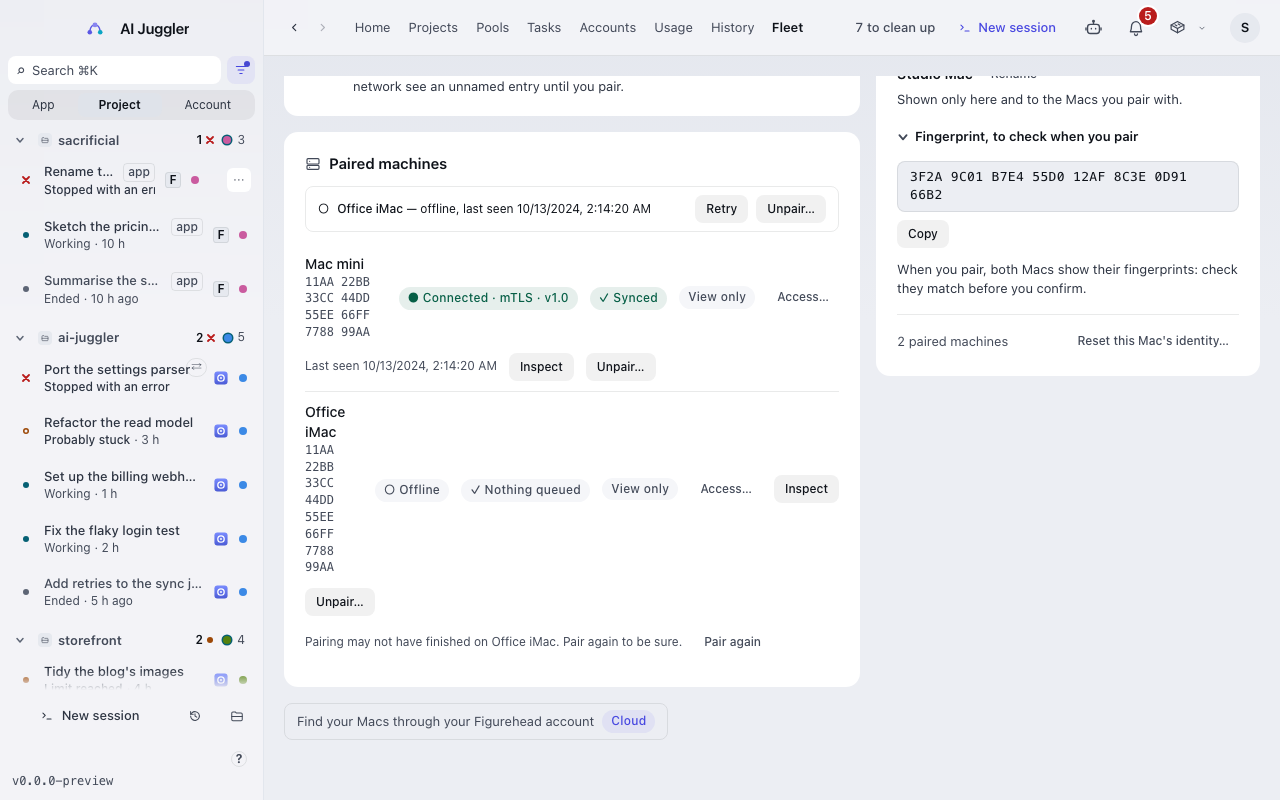 AI Juggler
Search ⌘K
App Project Account
sacrificial 1 3
Rename t... app F
Stopped with an err
Sketch the pricin... app F
Working · 10 h
Summarise the s... app F
Ended · 10 h ago
ai-juggler 2 5
Port the settings parser
Stopped with an error
Refactor the read model
Probably stuck · 3 h
Set up the billing webh...
Working · 1 h
Fix the flaky login test
Working · 2 h
Add retries to the sync j...
Ended · 5 h ago
storefront 2 4
Tidy the blog's images
New session
?
v0.0.0-preview
Home Projects Pools Tasks Accounts Usage History Fleet 7 to clean up New session 5 S
network see an unnamed entry until you pair.
Paired machines
Office iMac — offline, last seen 10/13/2024, 2:14:20 AM Retry Unpair...
Mac mini
11AA 22BB
33CC 44DD
55EE 66FF
7788 99AA
Connected · mTLS · v1.0 ✓ Synced View only Access...
Last seen 10/13/2024, 2:14:20 AM Inspect Unpair...
Office
iMac
11AA
22BB
33CC
44DD
55EE
66FF
7788
99AA
Offline ✓ Nothing queued View only Access... Inspect
Unpair...
Pairing may not have finished on Office iMac. Pair again to be sure. Pair again
Find your Macs through your Figurehead account Cloud
Studio Mac Rename
Shown only here and to the Macs you pair with.
Fingerprint, to check when you pair
3F2A 9C01 B7E4 55D0 12AF 8C3E 0D91
66B2
Copy
When you pair, both Macs show their fingerprints: check
they match before you confirm.
2 paired machines Reset this Mac's identity...